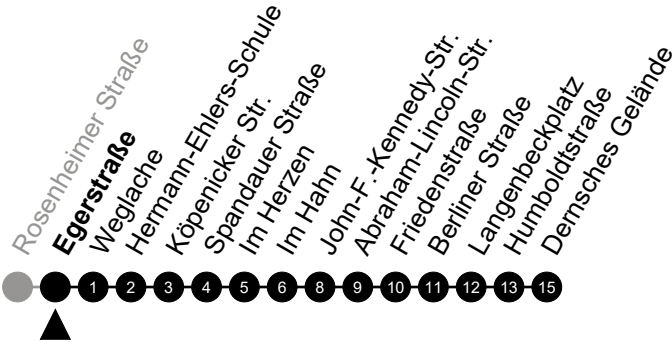 Rosenheimer Straße
Egerstraße
Weglache
Hermann-Ehlers-Schule
Köpenicker Str.
Spandauer Straße
Im Herzen
Im Hahn
John-F.-Kennedy-Str.
Abraham-Lincoln-Str.
Friedenstraße
Berliner Straße
Langenbeckplatz
Humboldtstraße
Dernsches Gelände
1 2 3 4 5 6 8 9 10 11 12 13 15